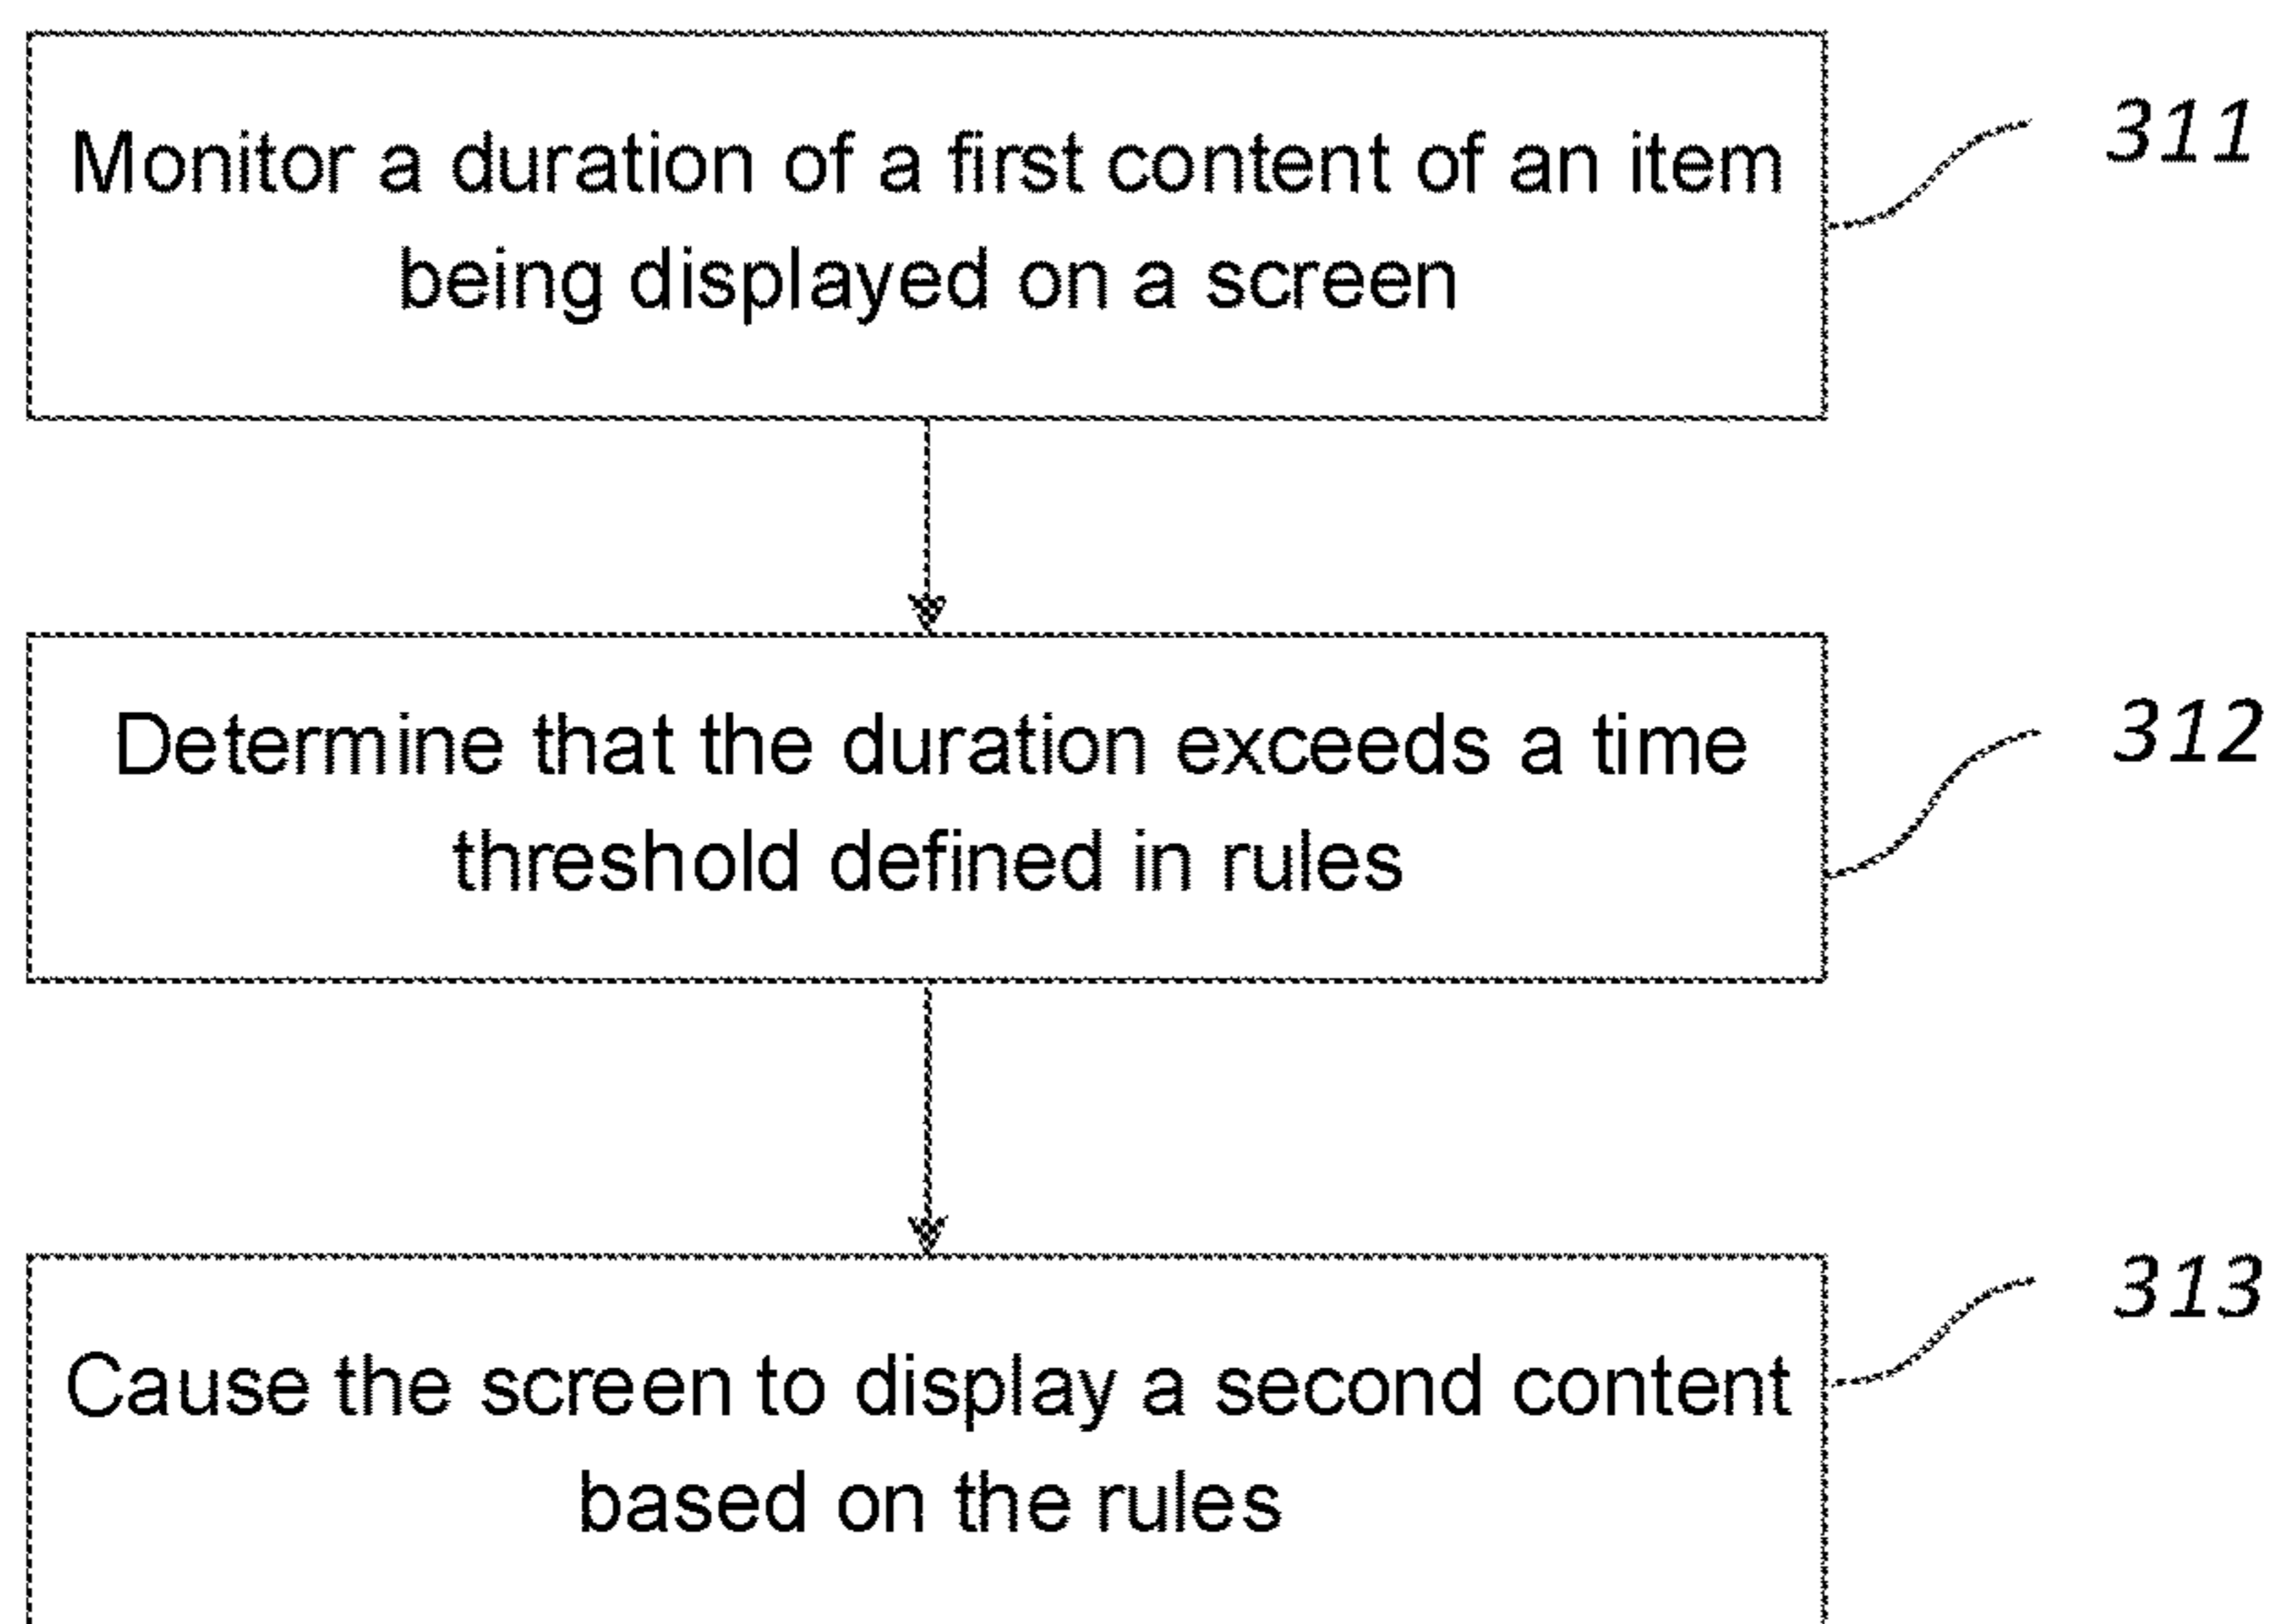 Monitor a duration of a first content of an item
being displayed on a screen
311
Determine that the duration exceeds a time
threshold defined in rules
312
Cause the screen to display a second content
based on the rules
313